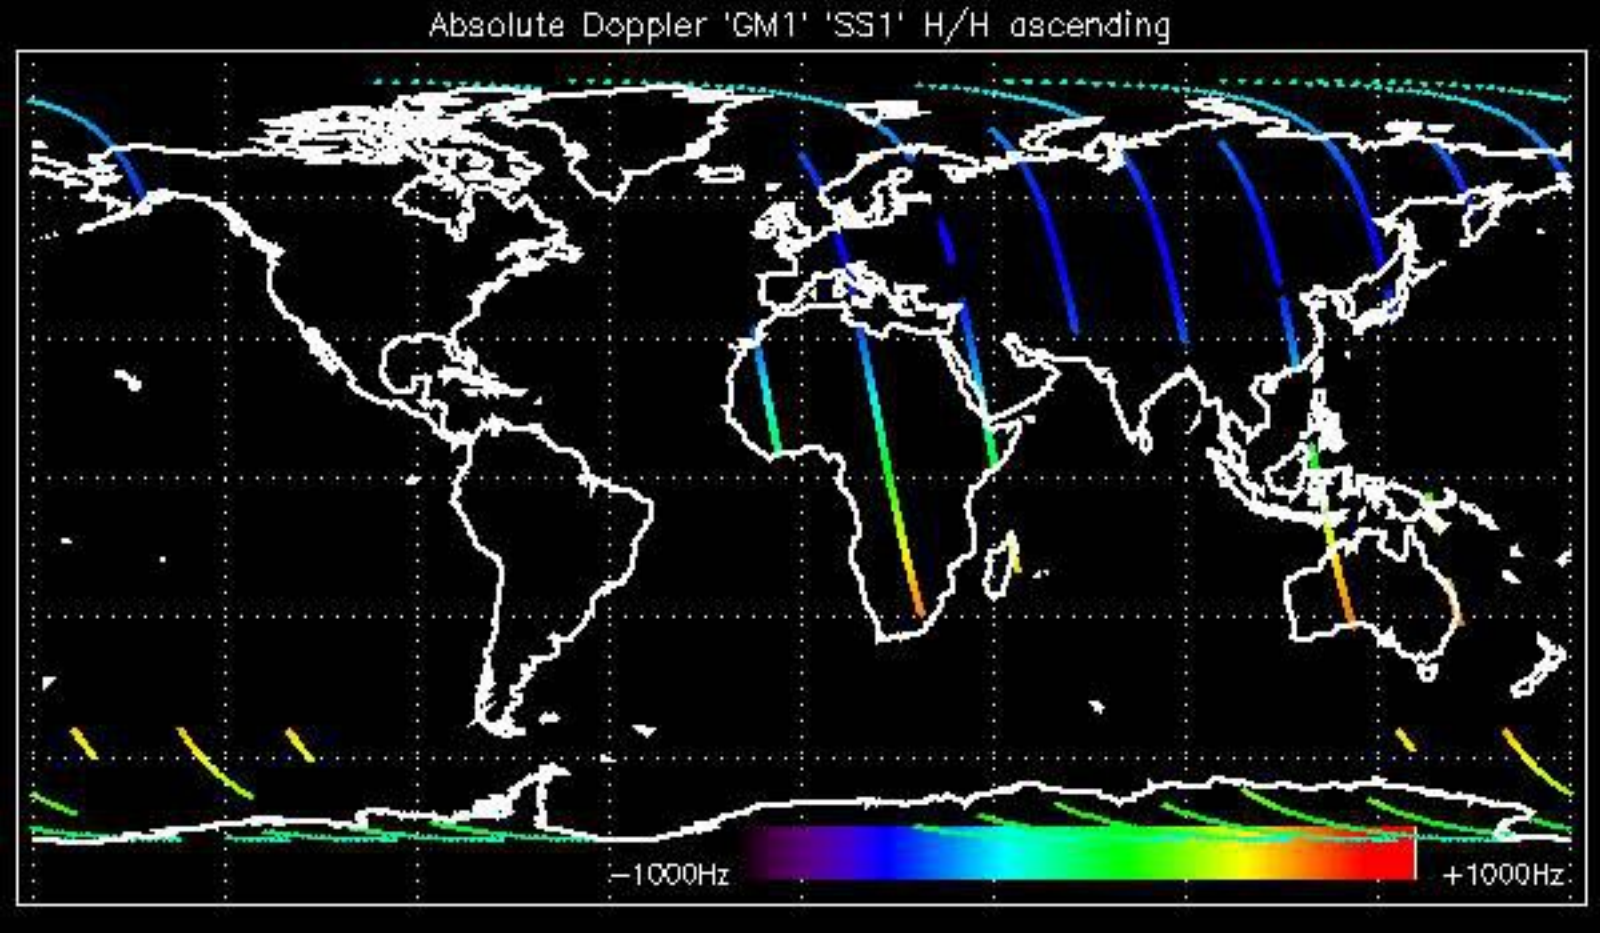 Absolute Doppler 'GM1' 'SS1' H/H ascending
−1000Hz
+1000Hz